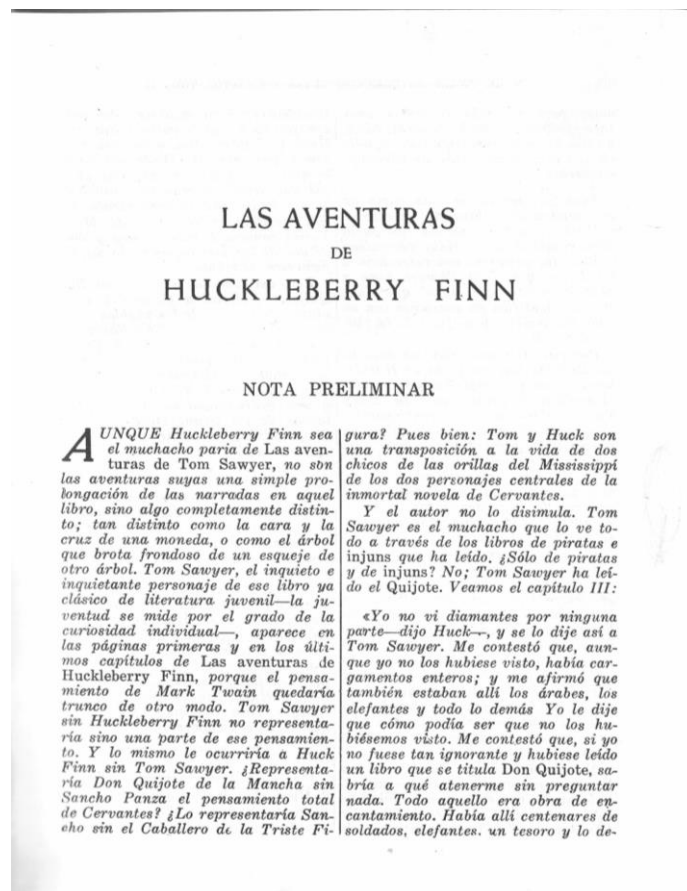 LAS AVENTURAS
DE
HUCKLEBERRY FINN
NOTA PRELIMINAR
AUNQUE Huckleberry Finn sea
el muchacho paria de Las aven-
turas de Tom Sawyer, no son
las aventuras suyas una simple pro-
longación de las narradas en aquel
libro, sino algo completamente distin-
to; tan distinto como la cara y la
cruz de una moneda, o como el árbol
que brota frondoso de un esqueje de
otro árbol. Tom Sawyer, el inquieto e
inquietante personaje de ese libro ya
clásico de literatura juvenil—la ju-
ventud se mide por el grado de la
curiosidad individual—, aparece en
las páginas primeras y en los últi-
mos capítulos de Las aventuras de
Huckleberry Finn, porque el pensa-
miento de Mark Twain quedaría
trunco de otro modo. Tom Sawyer
sin Huckleberry Finn no representa-
ría sino una parte de ese pensamien-
to. Y lo mismo le ocurriría a Huck
Finn sin Tom Sawyer. ¿Representa-
ría Don Quijote de la Mancha sin
Sancho Panza el pensamiento total
de Cervantes? ¿Lo representaría San-
cho sin el Caballero de la Triste Fi-
gura? Pues bien: Tom y Huck son
una transposición a la vida de dos
chicos de las orillas del Mississippí
de los dos personajes centrales de la
inmortal novela de Cervantes.
Y el autor no lo disimula. Tom
Sawyer es el muchacho que lo ve to-
do a través de los libros de piratas e
injuns que ha leído. ¿Sólo de piratas
y de injuns? No; Tom Sawyer ha leí-
do el Quijote. Veamos el capítulo III:
«Yo no vi diamantes por ninguna
parte—dijo Huck—, y se lo dije así a
Tom Sawyer. Me contestó que, aun-
que yo no los hubiese visto, había car-
gamentos enteros; y me afirmó que
también estaban allí los árabes, los
elefantes y todo lo demás Yo le dije
que cómo podía ser que no los hu-
biésemos visto. Me contestó que, si yo
no fuese tan ignorante y hubiese leído
un libro que se titula Don Quijote, sa-
bría a qué atenerme sin preguntar
nada. Todo aquello era obra de en-
cantamiento. Había allí centenares de
soldados, elefantes, un tesoro y lo de-